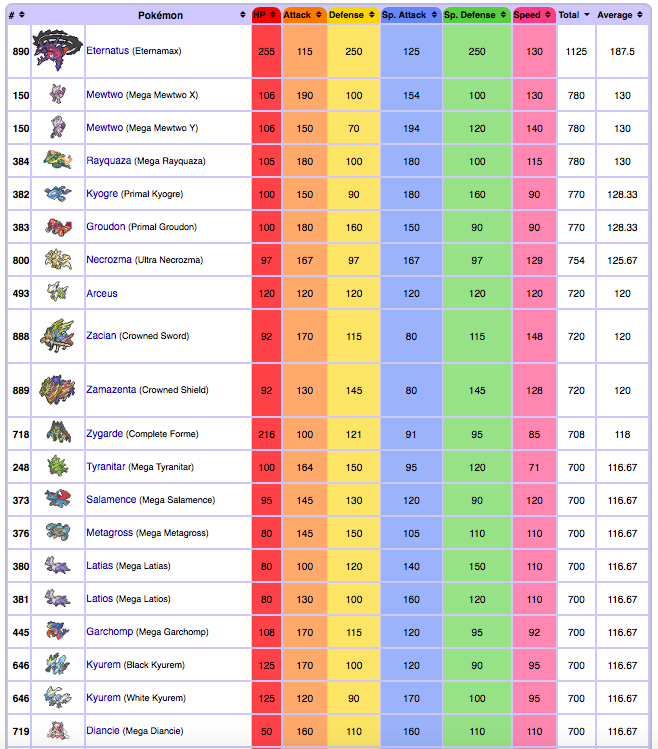 # Pokémon HP Attack Defense Sp. Attack Sp. Defense Speed Total Average
890 Eternatus (Eternamax) 255 115 250 125 250 130 1125 187.5
150 Mewtwo (Mega Mewtwo X) 106 190 100 154 100 130 780 130
150 Mewtwo (Mega Mewtwo Y) 106 150 70 194 120 140 780 130
384 Rayquaza (Mega Rayquaza) 105 180 100 180 100 115 780 130
382 Kyogre (Primal Kyogre) 100 150 90 180 160 90 770 128.33
383 Groudon (Primal Groudon) 100 180 160 150 90 90 770 128.33
800 Necrozma (Ultra Necrozma) 97 167 97 167 97 129 754 125.67
493 Arceus 120 120 120 120 120 120 720 120
888 Zacian (Crowned Sword) 92 170 115 80 115 148 720 120
889 Zamazenta (Crowned Shield) 92 130 145 80 145 128 720 120
718 Zygarde (Complete Forme) 216 100 121 91 95 85 708 118
248 Tyranitar (Mega Tyranitar) 100 164 150 95 120 71 700 116.67
373 Salamence (Mega Salamence) 95 145 130 120 90 120 700 116.67
376 Metagross (Mega Metagross) 80 145 150 105 110 110 700 116.67
380 Latias (Mega Latias) 80 100 120 140 150 110 700 116.67
381 Latios (Mega Latios) 80 130 100 160 120 110 700 116.67
445 Garchomp (Mega Garchomp) 108 170 115 120 95 92 700 116.67
646 Kyurem (Black Kyurem) 125 170 100 120 90 95 700 116.67
646 Kyurem (White Kyurem) 125 120 90 170 100 95 700 116.67
719 Diancie (Mega Diancie) 50 160 110 160 110 110 700 116.67